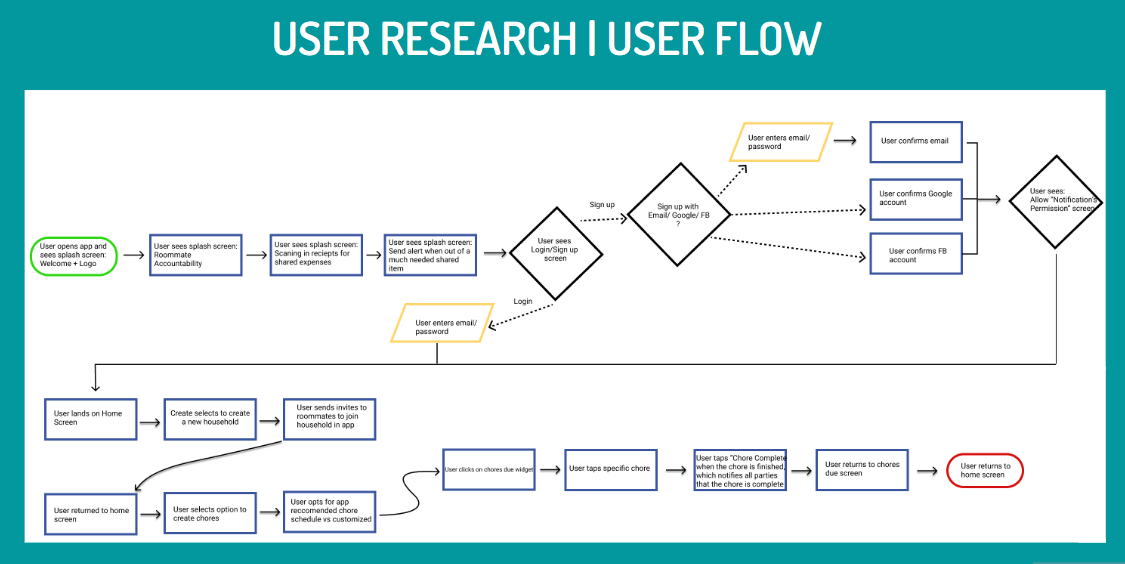 USER RESEARCH | USER FLOW
User opens app and
sees splash screen:
Welcome + Logo
User sees splash screen:
Roommate
Accountability
User sees splash screen:
Scaning in reciepts for
shared expenses
User sees splash screen:
Send alert when out of a
much needed shared
item
User sees
Login/Sign up
screen
Sign up
Login
User enters email/
password
Sign up with
Email/ Google/ FB
?
User enters email/
password
User confirms email
User confirms Google
account
User confirms FB
account
User sees:
Allow "Notification's
Permission" screen
User lands on Home
Screen
Create selects to create
a new household
User sends invites to
roommates to join
household in app
User returned to home
screen
User selects option to
create chores
User opts for app
reccomended chore
schedule vs customized
User clicks on chores due widget
User taps specific chore
User taps "Chore Complete
when the chore is finished,
which notifies all parties
that the chore is complete
User returns to chores
due screen
User returns to
home screen